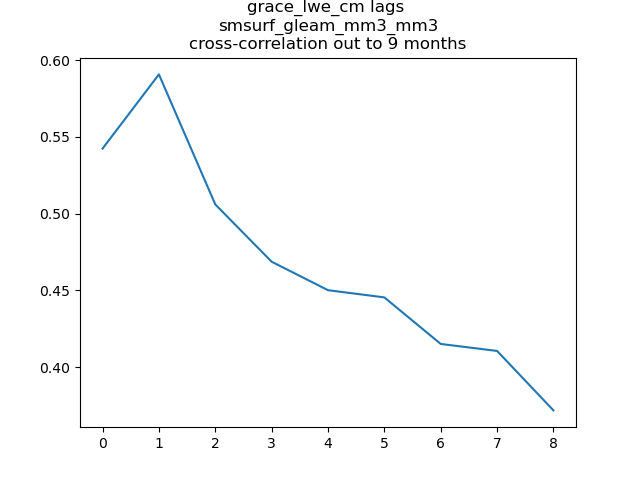 grace_lwe_cm lags
smsurf_gleam_mm3_mm3
cross-correlation out to 9 months
0.60
0.55
0.50
0.45
0.40
0 1 2 3 4 5 6 7 8